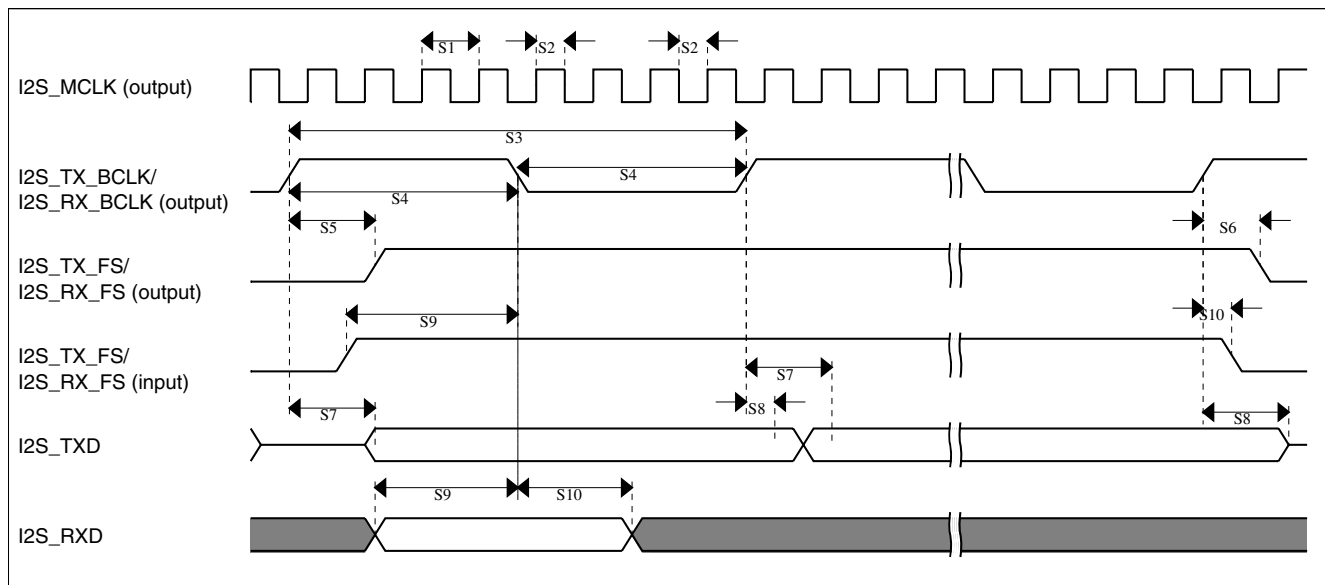 S1 S2 S2
I2S_MCLK (output)
S3
I2S_TX_BCLK/
I2S_RX_BCLK (output)
S4
S4
S5
S6
I2S_TX_FS/
I2S_RX_FS (output)
S9
S10
I2S_TX_FS/
I2S_RX_FS (input)
S7
S7
S8
S8
I2S_TXD
S9
S10
I2S_RXD